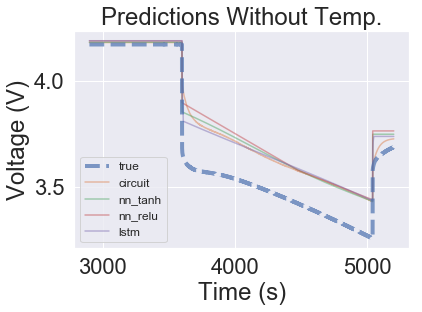 Predictions Without Temp.
Voltage (V)
4.0
3.5
true
circuit
nn_tanh
nn_relu
lstm
3000
4000
5000
Time (s)